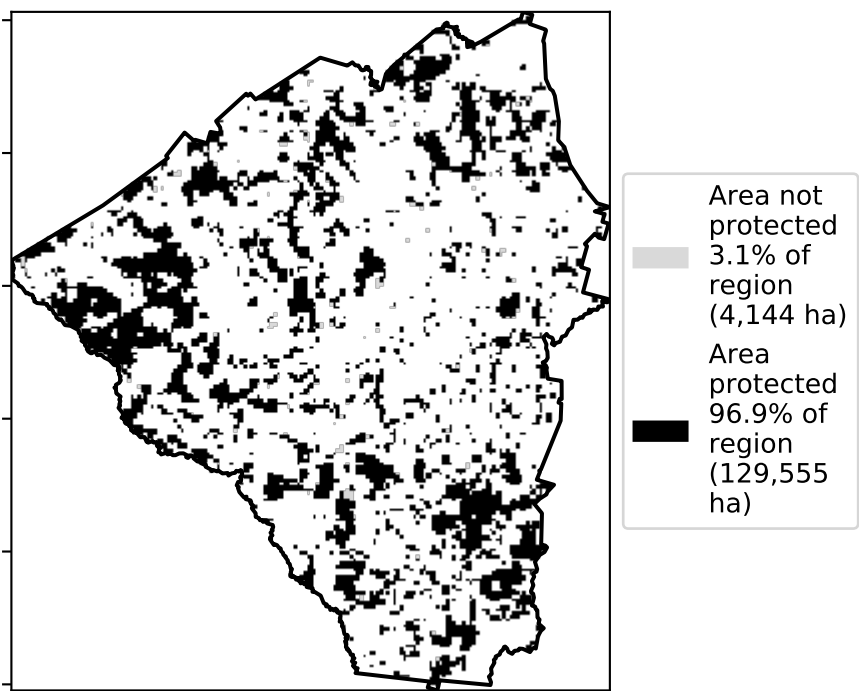 Area not
protected
3.1% of
region
(4,144 ha)
Area
protected
96.9% of
region
(129,555
ha)